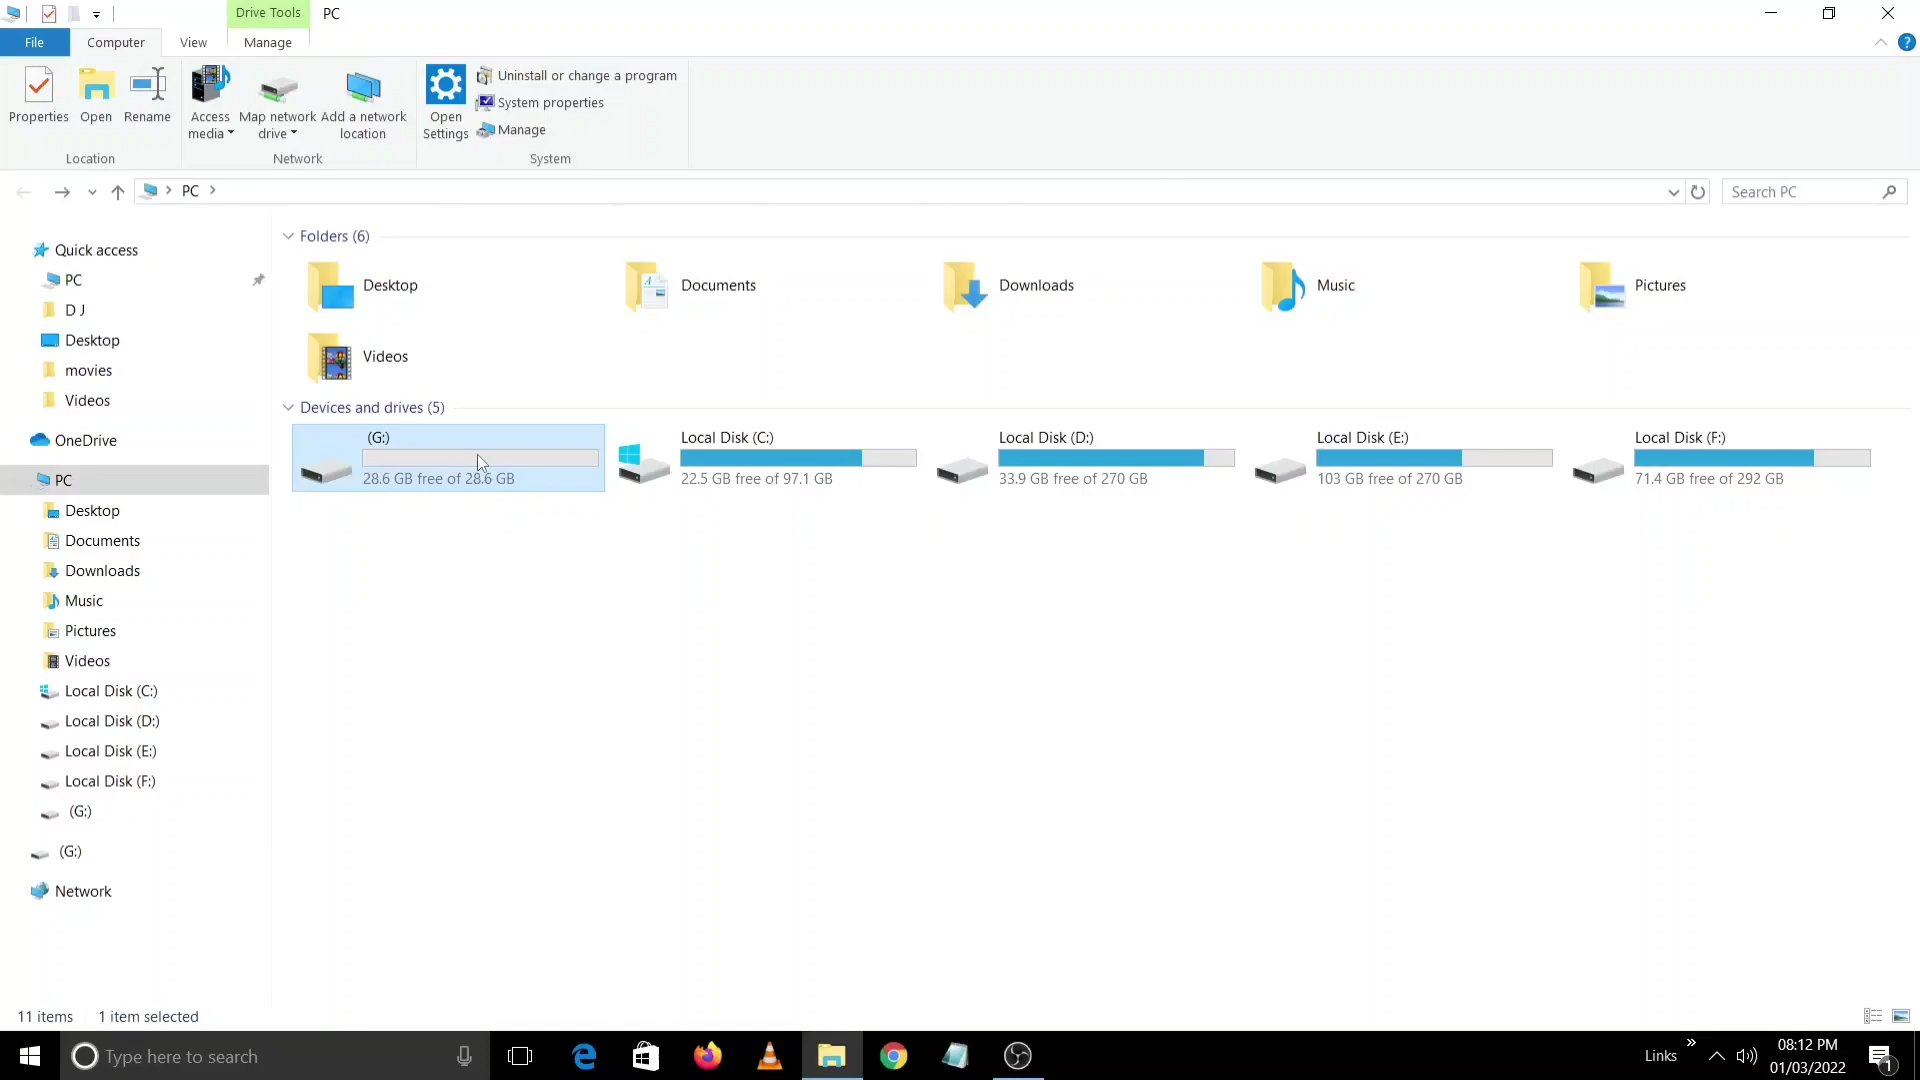 Drive Tools
PC
File
Computer
View
Manage
Properties
Open
Rename
Access
media
Map network
drive
Add a network
location
Open
Settings
Uninstall or change a program
System properties
Manage
Location
Network
System
PC
Search PC
Quick access
PC
D J
Desktop
movies
Videos
OneDrive
PC
Desktop
Documents
Downloads
Music
Pictures
Videos
Local Disk (C:)
Local Disk (D:)
Local Disk (E:)
Local Disk (F:)
(G:)
(G:)
Network
Folders (6)
Desktop
Documents
Downloads
Music
Pictures
Videos
Devices and drives (5)
(G:)
28.6 GB free of 28.6 GB
Local Disk (C:)
22.5 GB free of 97.1 GB
Local Disk (D:)
33.9 GB free of 270 GB
Local Disk (E:)
103 GB free of 270 GB
Local Disk (F:)
71.4 GB free of 292 GB
11 items
1 item selected
Type here to search
Links
08:12 PM
01/03/2022
1